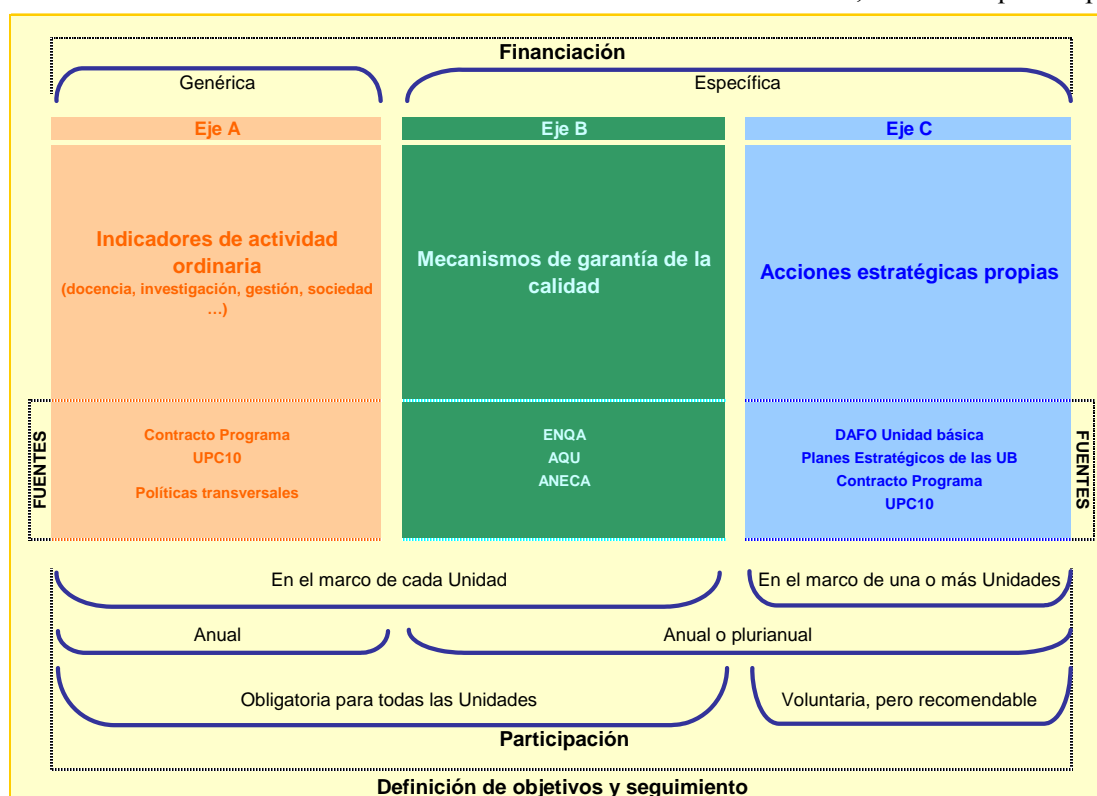 Financiación
Genérica
Específica
Eje A
Eje B
Eje C
Indicadores de actividad
ordinaria
(docencia, investigación, gestión, sociedad
…)
Mecanismos de garantía de la
calidad
Acciones estratégicas propias
FUENTES
Contracto Programa
UPC10
Políticas transversales
ENQA
AQU
ANECA
DAFO Unidad básica
Planes Estratégicos de las UB
Contracto Programa
UPC10
FUENTES
En el marco de cada Unidad
En el marco de una o más Unidades
Anual
Anual o plurianual
Obligatoria para todas las Unidades
Voluntaria, pero recomendable
Participación
Definición de objetivos y seguimiento